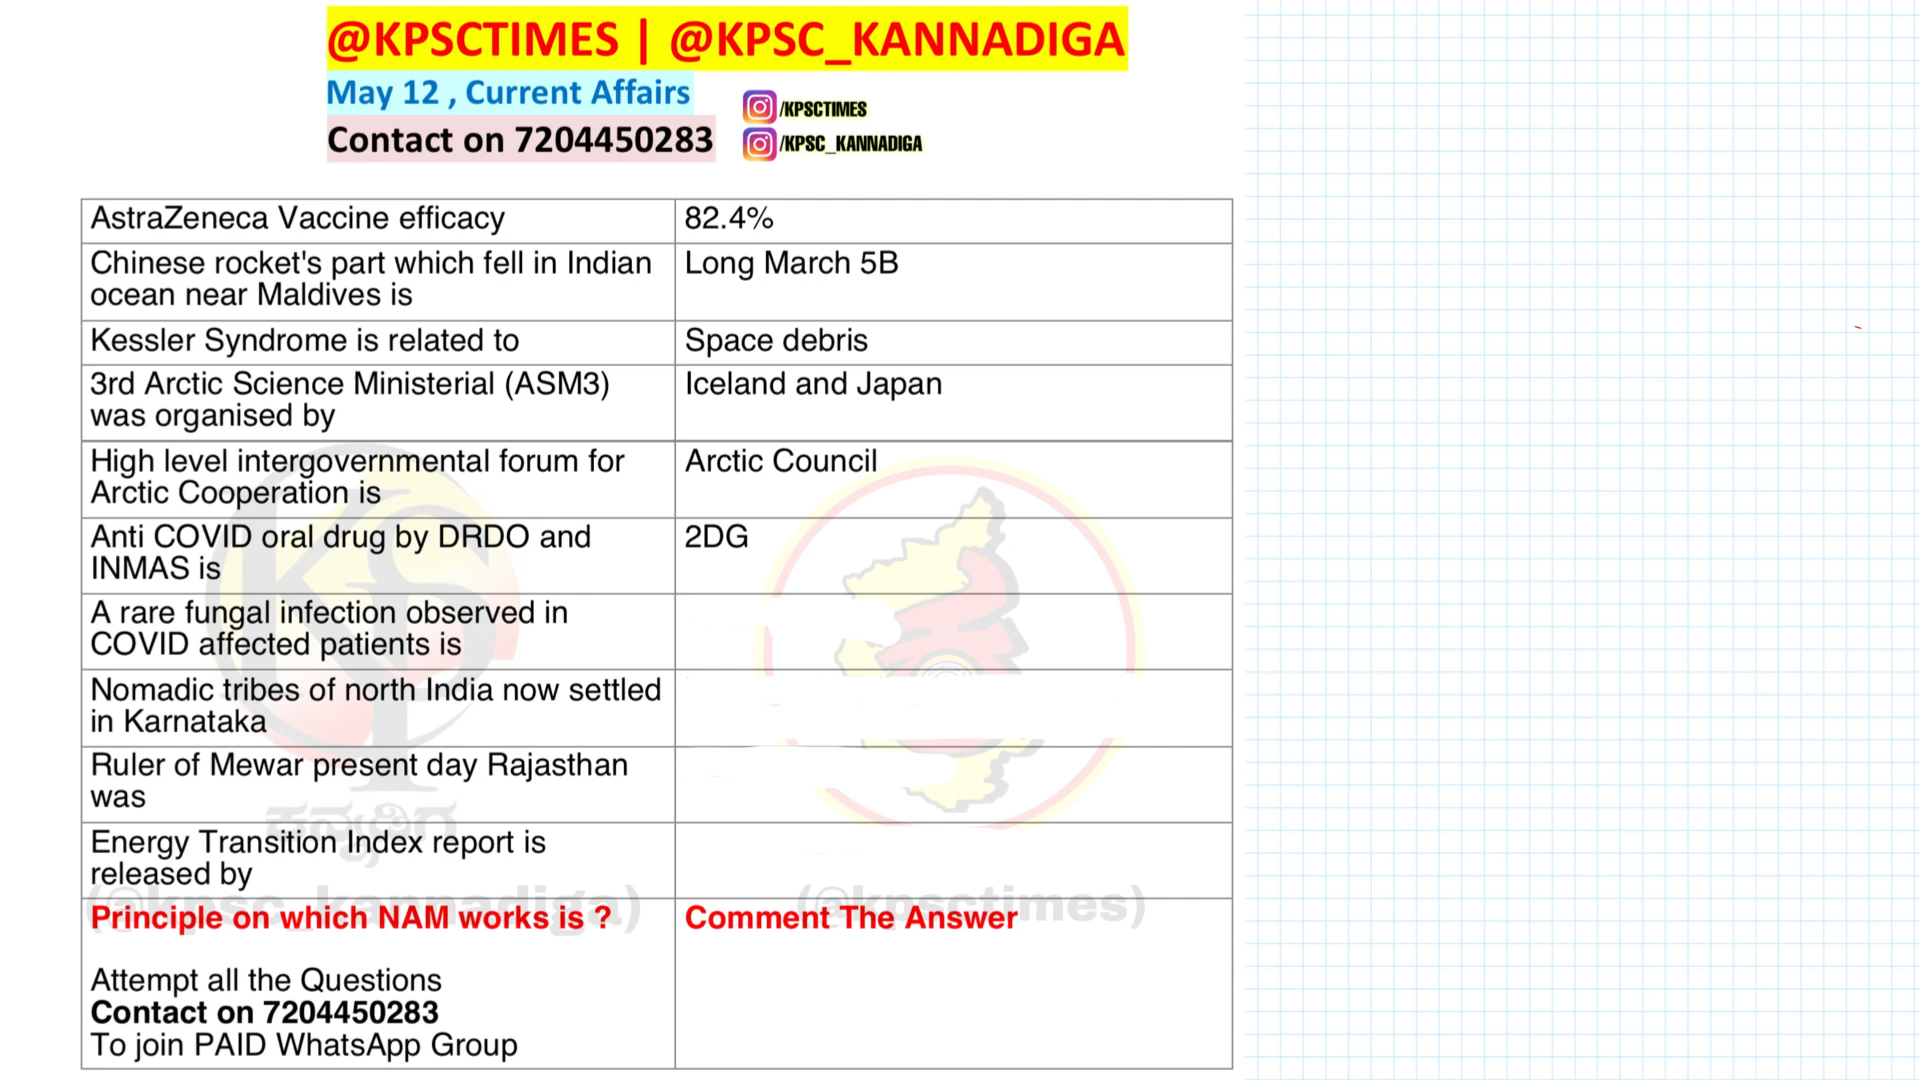 @KPSCTIMES | @KPSC_KANNADIGA
May 12 , Current Affairs
Contact on 7204450283
/KPSCTIMES
/KPSC_KANNADIGA
AstraZeneca Vaccine efficacy
82.4%
Chinese rocket's part which fell in Indian
ocean near Maldives is
Long March 5B
Kessler Syndrome is related to
Space debris
3rd Arctic Science Ministerial (ASM3)
was organised by
Iceland and Japan
High level intergovernmental forum for
Arctic Cooperation is
Arctic Council
Anti COVID oral drug by DRDO and
INMAS is
2DG
A rare fungal infection observed in
COVID affected patients is
Nomadic tribes of north India now settled
in Karnataka
Ruler of Mewar present day Rajasthan
was
Energy Transition Index report is
released by
Principle on which NAM works is ?
Comment The Answer
Attempt all the Questions
Contact on 7204450283
To join PAID WhatsApp Group
(@kpsc_kannadiga)
(@kpsctimes)